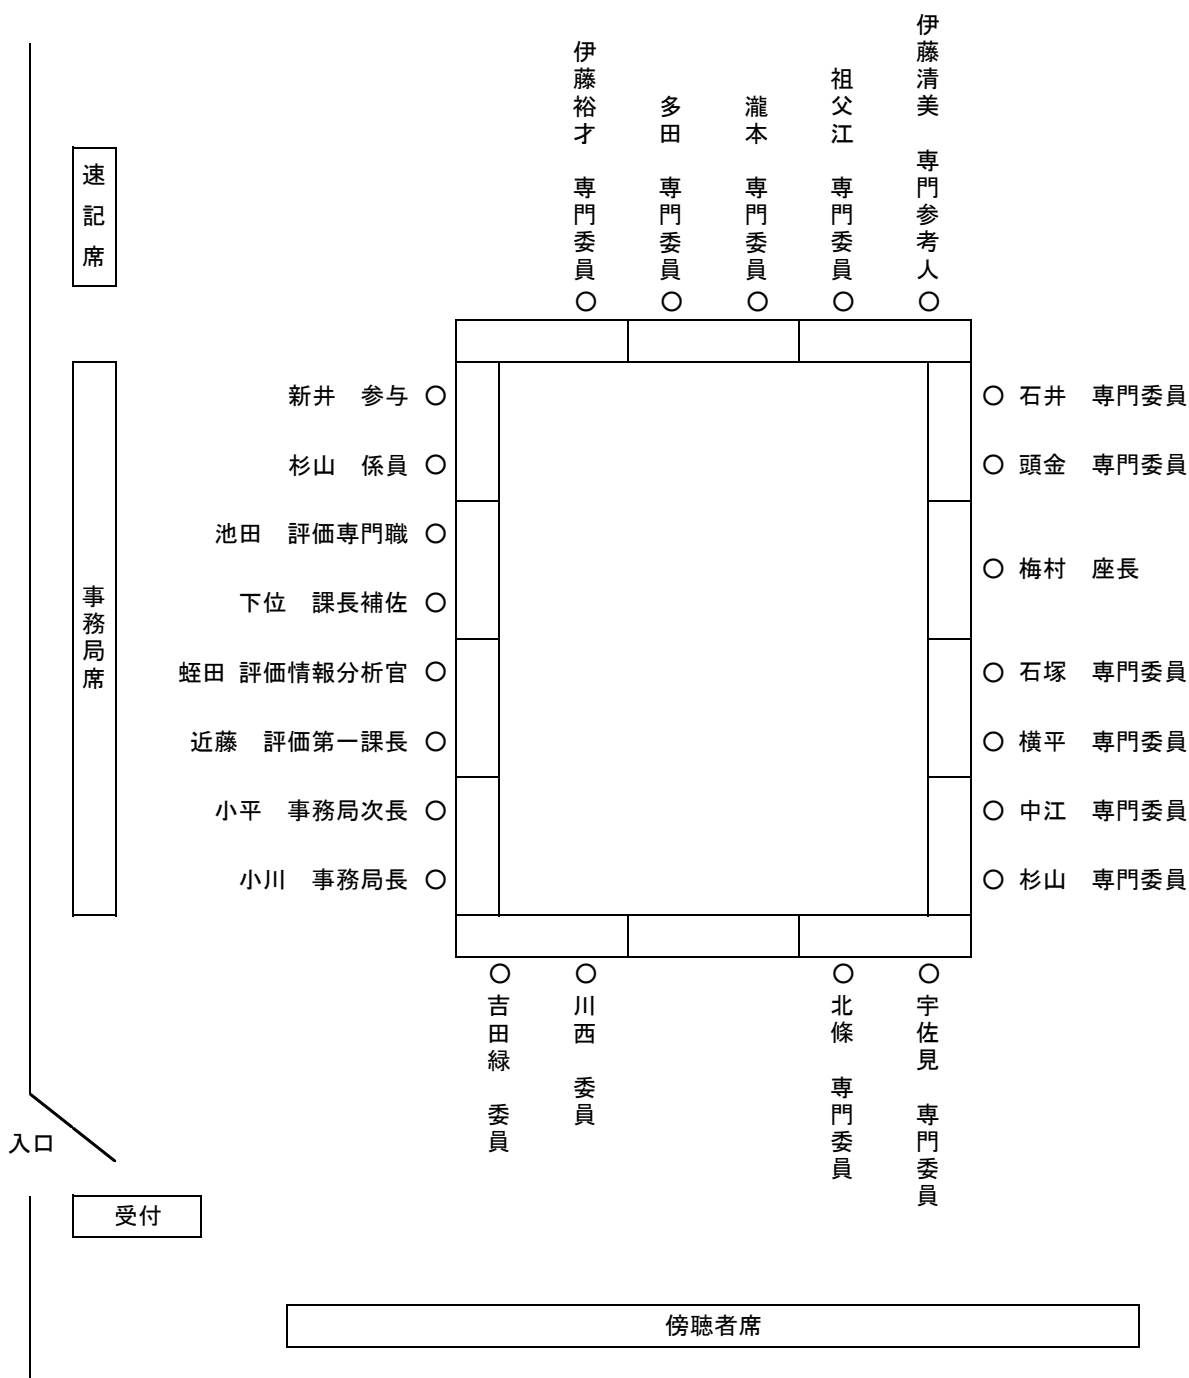 伊藤裕才　専門委員
多田　専門委員
瀧本　専門委員
祖父江　専門委員
伊藤清美　専門参考人
速記席
事務局席
新井　参与
杉山　係員
池田　評価専門職
下位　課長補佐
蛭田 評価情報分析官
近藤　評価第一課長
小平　事務局次長
小川　事務局長
石井　専門委員
頭金　専門委員
梅村　座長
石塚　専門委員
横平　専門委員
中江　専門委員
杉山　専門委員
吉田緑　委員
川西　委員
北條　専門委員
宇佐見　専門委員
入口
受付
傍聴者席